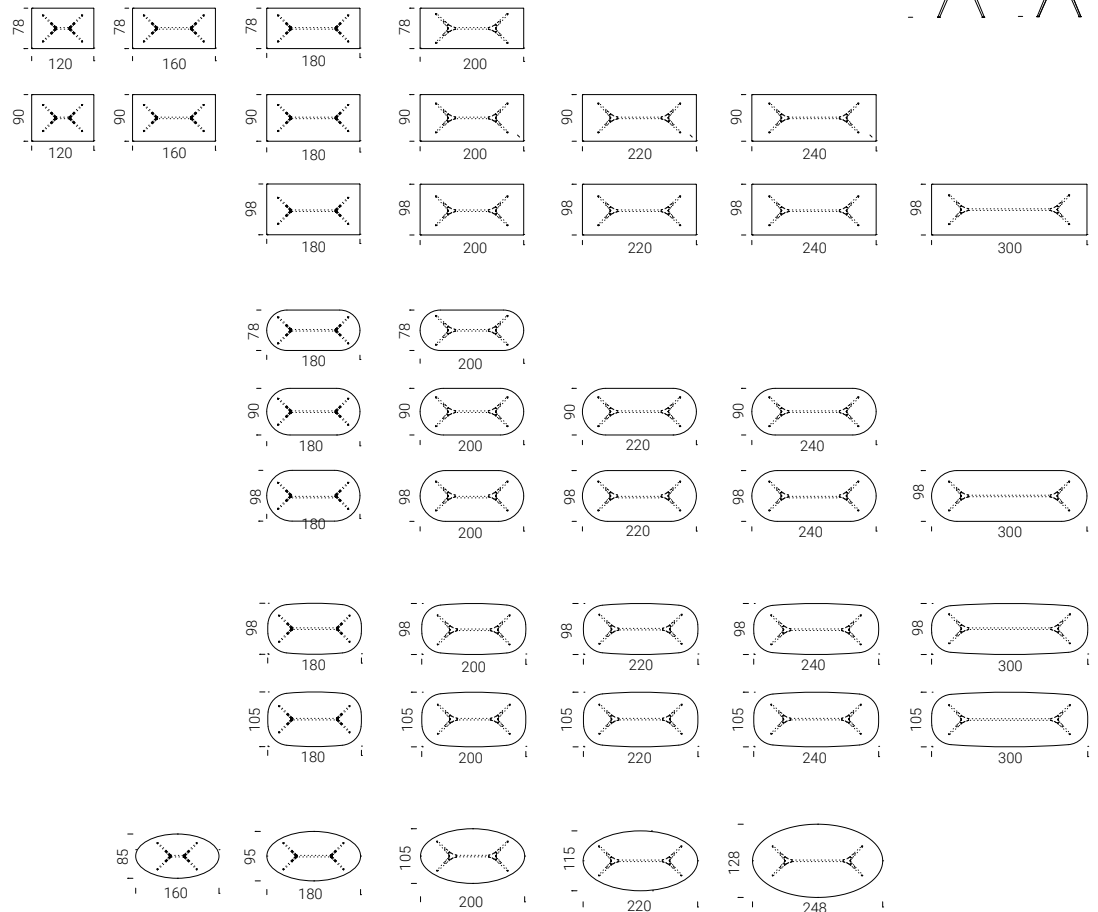 78 78 78 78
120 160 180 200
90 90 90 90 90 90
120 160 180 200 220 240
98 98 98 98 98
180 200 220 240 300
78 78
180 200
90 90 90 90
180 200 220 240
98 98 98 98 98
180 200 220 240 300
98 98 98 98 98
180 200 220 240 300
105 105 105 105 105
180 200 220 240 300
85 95 105 115 128
160 180 200 220 248